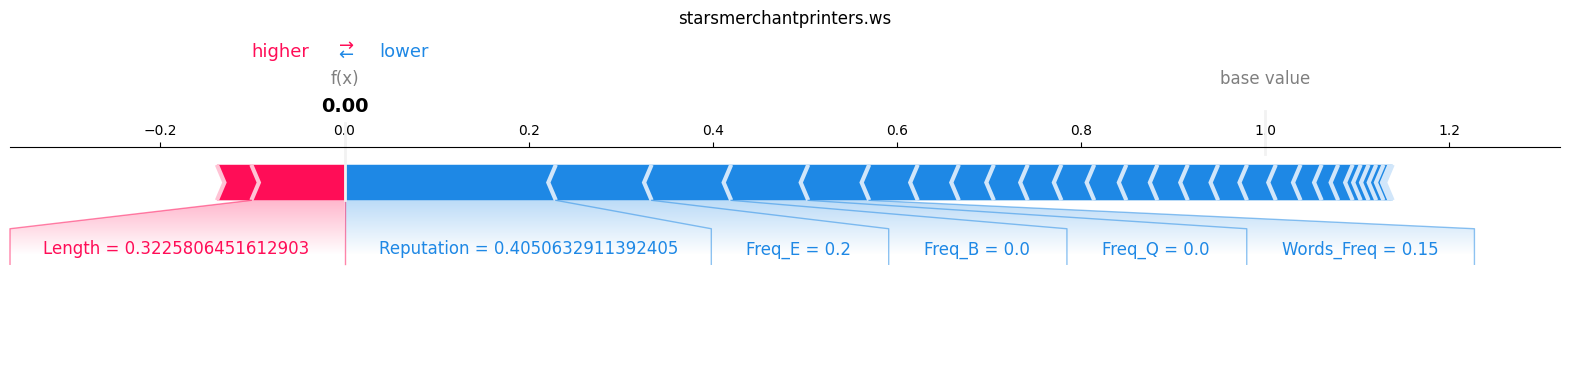 starsmerchantprinters.ws
higher ⇄ lower
f(x) base value
0.00
−0.2 0.0 0.2 0.4 0.6 0.8 1.0 1.2
Length = 0.3225806451612903 Reputation = 0.4050632911392405 Freq_E = 0.2 Freq_B = 0.0 Freq_Q = 0.0 Words_Freq = 0.15